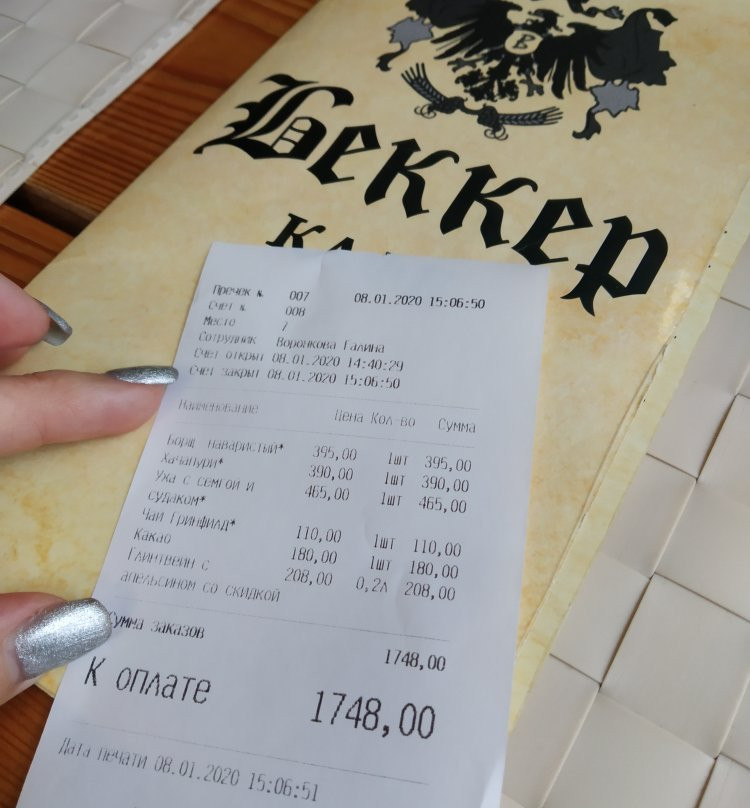 Б
Беккер
Пречек № 007 08.01.2020 15:06:50
Счет № 008
Место 7
Сотрудник Воронкова Галина
Счет открыт 08.01.2020 14:40:29
Счет закрыт 08.01.2020 15:06:50
Наименование Цена Кол-во Сумма
Борщ наваристый* 395,00 1шт 395,00
Хачапури* 390,00 1шт 390,00
Уха с семгой и 465,00 1шт 465,00
судаком*
Чай Гринфилд* 110,00 1шт 110,00
Какао 180,00 1шт 180,00
Глинтвейн с 208,00 0,2л 208,00
апельсином со скидкой
Сумма заказов 1748,00
К оплате 1748,00
Дата печати 08.01.2020 15:06:51